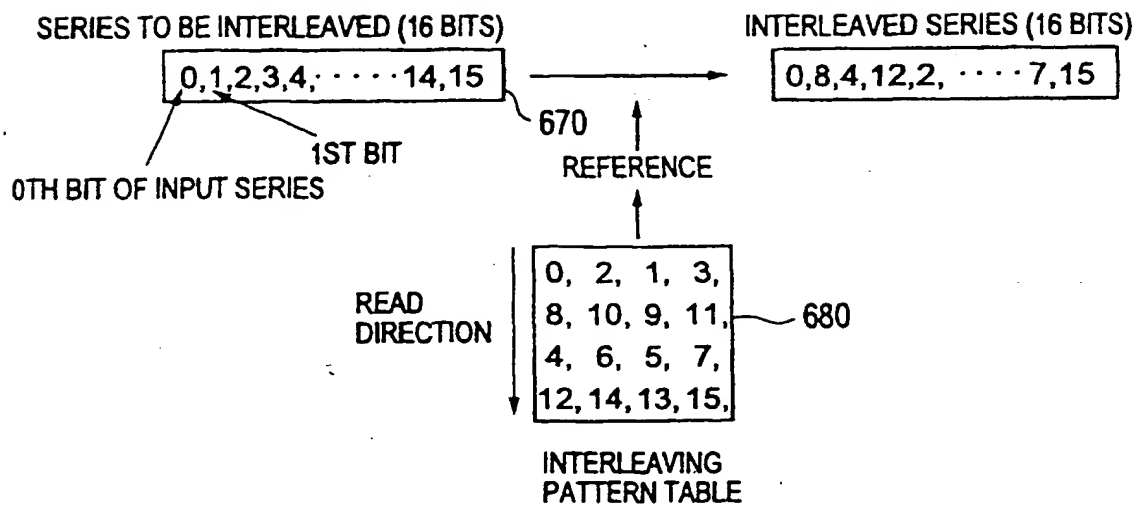 SERIES TO BE INTERLEAVED (16 BITS)
0,1,2,3,4,·····14,15
670
1ST BIT
0TH BIT OF INPUT SERIES
INTERLEAVED SERIES (16 BITS)
0,8,4,12,2, ····7,15
REFERENCE
READ
DIRECTION
0, 2, 1, 3,
8, 10, 9, 11,
4, 6, 5, 7,
12, 14, 13, 15,
680
INTERLEAVING
PATTERN TABLE